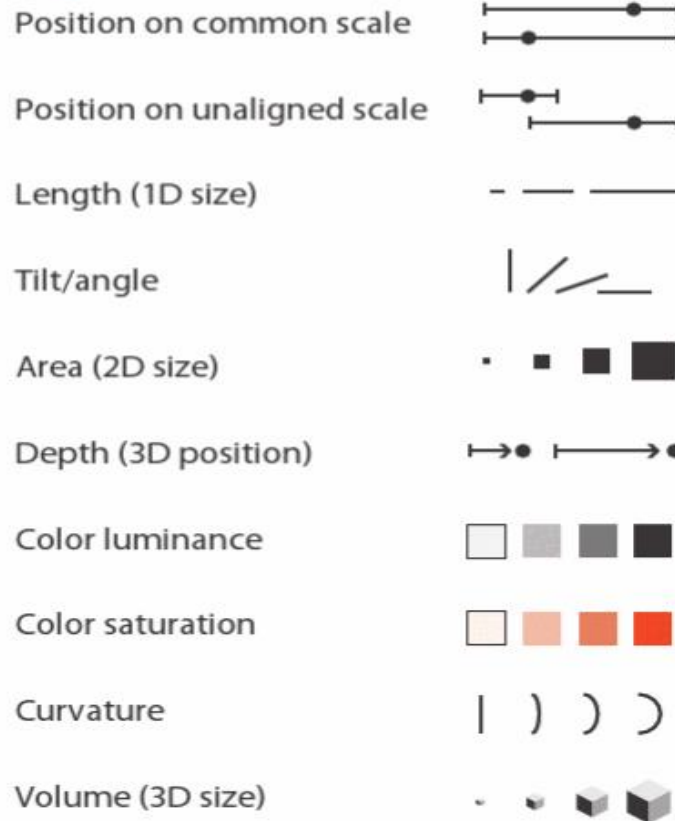 Position on common scale
Position on unaligned scale
Length (1D size)
Tilt/angle
Area (2D size)
Depth (3D position)
Color luminance
Color saturation
Curvature
Volume (3D size)